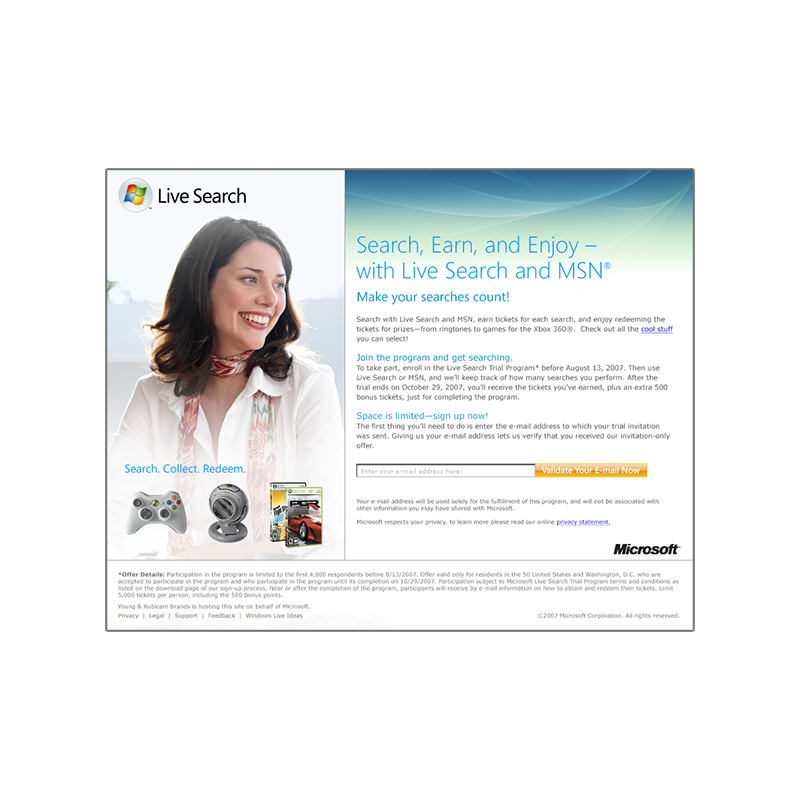 Live Search
Search, Earn, and Enjoy –
with Live Search and MSN®
Make your searches count!
Search with Live Search and MSN, earn tickets for each search, and enjoy redeeming the
tickets for prizes—from ringtones to games for the Xbox 360®. Check out all the cool stuff
you can select!
Join the program and get searching.
To take part, enroll in the Live Search Trial Program* before August 13, 2007. Then use
Live Search or MSN, and we'll keep track of how many searches you perform. After the
trial ends on October 29, 2007, you'll receive the tickets you've earned, plus an extra 500
bonus tickets, just for completing the program.
Space is limited—sign up now!
The first thing you'll need to do is enter the e-mail address to which your trial invitation
was sent. Giving us your e-mail address lets us verify that you received our invitation-only
offer.
Enter your e-mail address here:
Validate Your E-mail Now
Your e-mail address will be used solely for the fulfillment of this program, and will not be associated with
other information you may have shared with Microsoft.
Microsoft respects your privacy, to learn more please read our online privacy statement.
Search. Collect. Redeem.
PGR
Microsoft®
*Offer Details: Participation in the program is limited to the first 4,000 respondents before 8/13/2007. Offer valid only for residents in the 50 United States and Washington, D.C. who are
accepted to participate in the program and who participate in the program until its completion on 10/29/2007. Participation subject to Microsoft Live Search Trial Program terms and conditions as
listed on the download page of our sign-up process. Near or after the completion of the program, participants will receive by e-mail information on how to obtain and redeem their tickets. Limit
5,000 tickets per person, including the 500 bonus points.
Young & Rubicam Brands is hosting this site on behalf of Microsoft.
Privacy | Legal | Support | Feedback | Windows Live Ideas
©2007 Microsoft Corporation. All rights reserved.